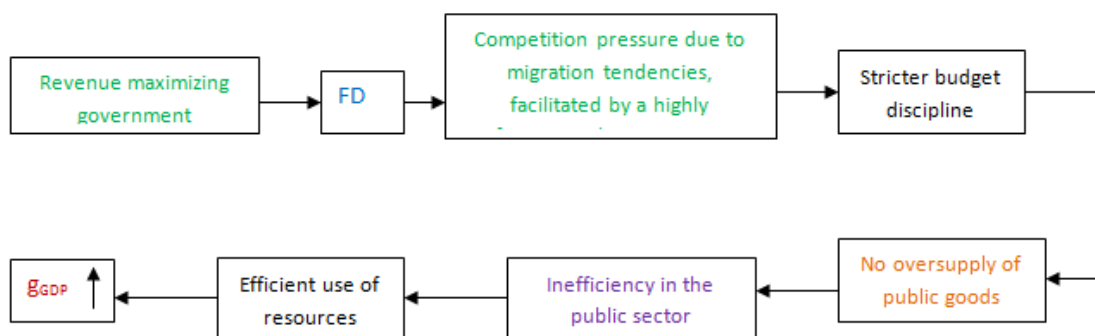 Revenue maximizing
government
FD
Competition pressure due to
migration tendencies,
facilitated by a highly
Stricter budget
discipline
No oversupply of
public goods
Inefficiency in the
public sector
Efficient use of
resources
gGDP